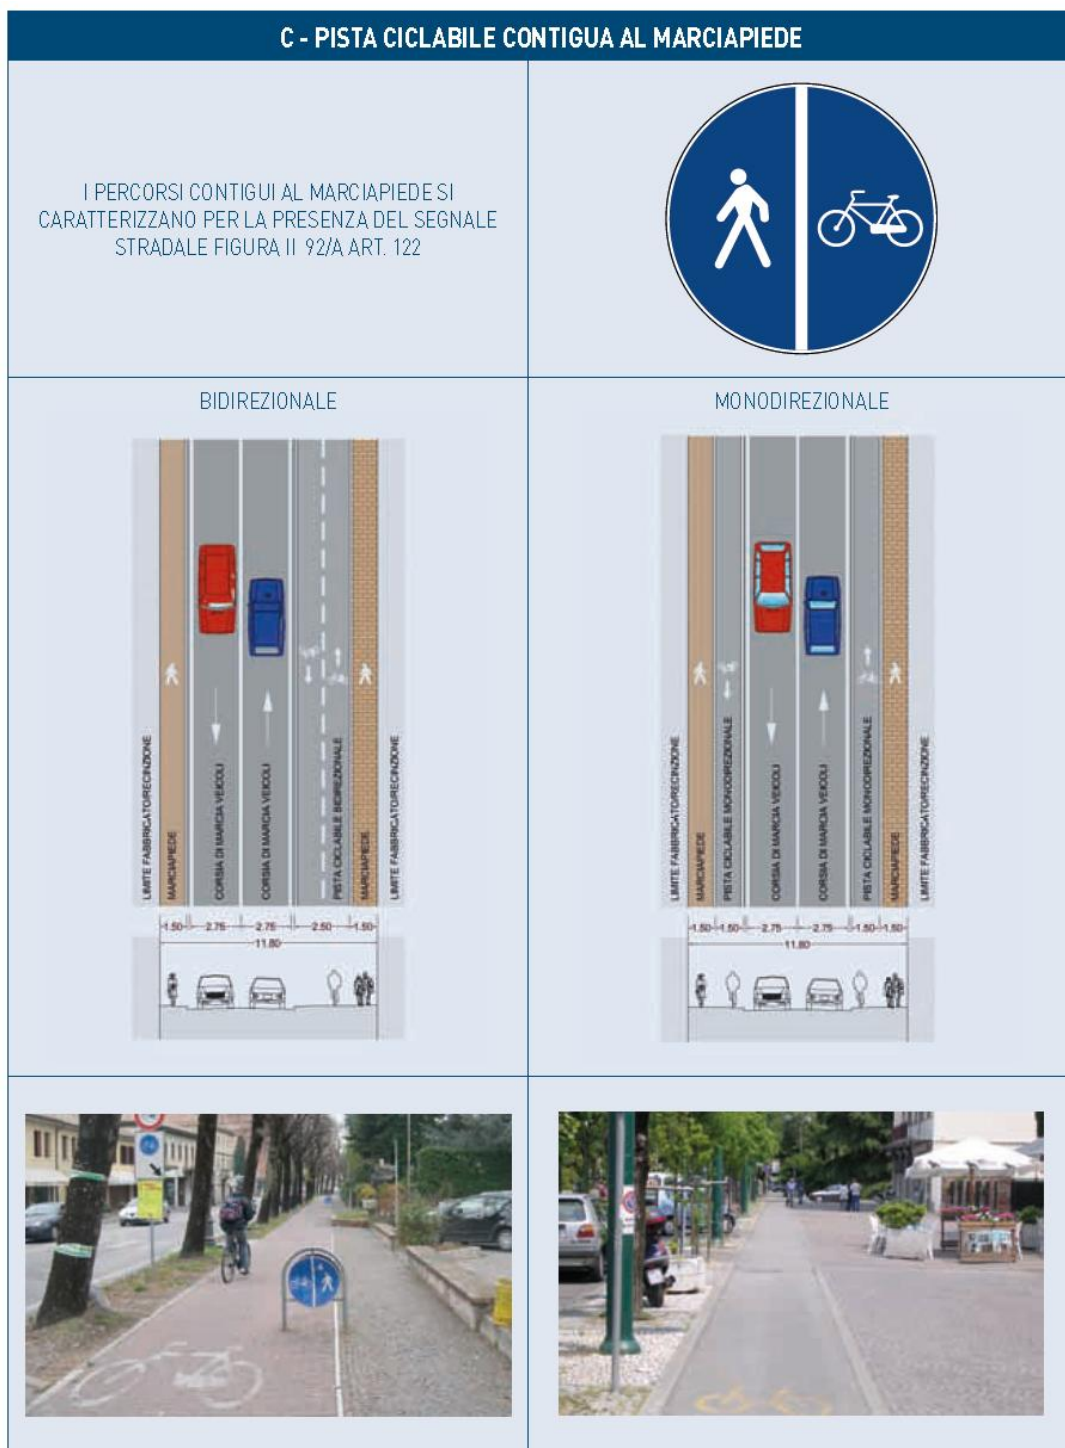 C - PISTA CICLABILE CONTIGUA AL MARCIAPIEDE
I PERCORSI CONTIGUI AL MARCIAPIEDE SI
CARATTERIZZANO PER LA PRESENZA DEL SEGNALE
STRADALE FIGURA II 92/A ART. 122
BIDIREZIONALE
LIMITE FABBRICATO/RECINZIONE
MARCIAPIEDE
CORSIA DI MARCIA VEICOLI
CORSIA DI MARCIA VEICOLI
PISTA CICLABILE BIDIREZIONALE
MARCIAPIEDE
LIMITE FABBRICATO/RECINZIONE
1.50 2.75 2.75 2.50 1.50
11.80
MONODIREZIONALE
LIMITE FABBRICATO/RECINZIONE
MARCIAPIEDE
PISTA CICLABILE MONODIREZIONALE
CORSIA DI MARCIA VEICOLI
CORSIA DI MARCIA VEICOLI
PISTA CICLABILE MONODIREZIONALE
MARCIAPIEDE
LIMITE FABBRICATO/RECINZIONE
1.50 1.50 2.75 2.75 1.50 1.50
11.80